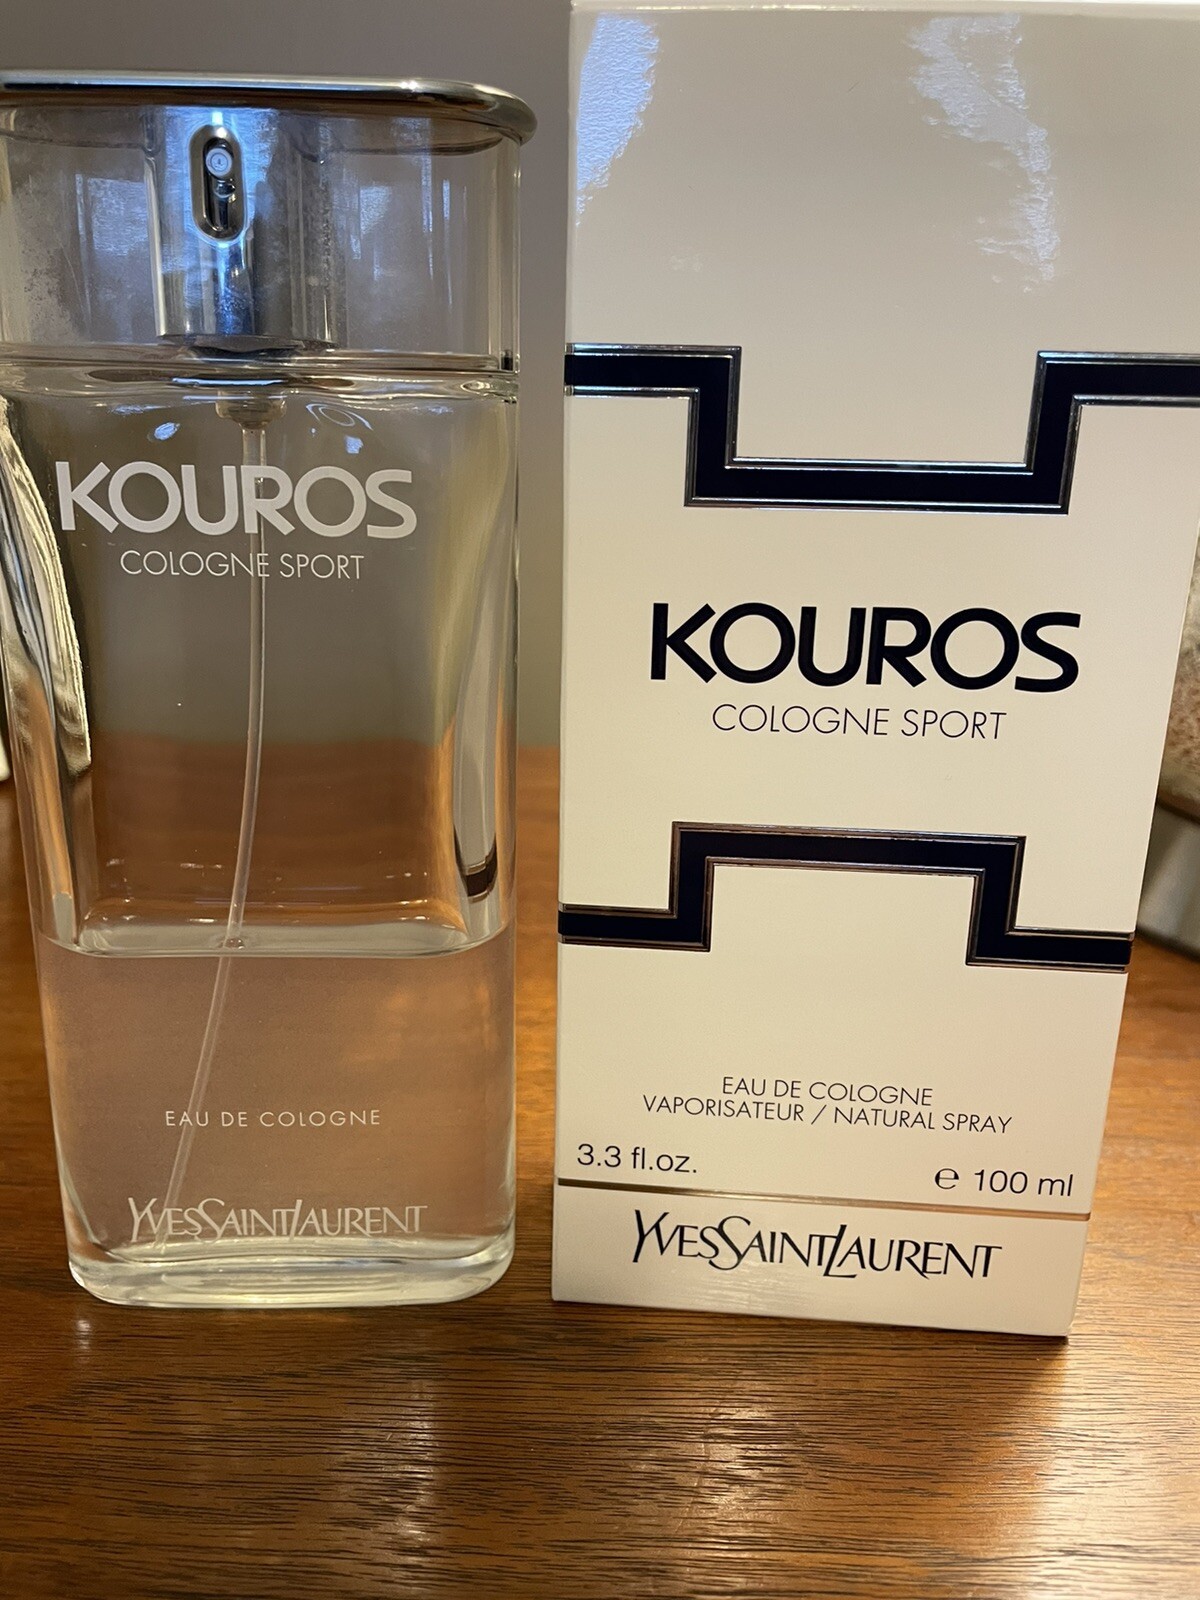 KOUROS
COLOGNE SPORT
EAU DE COLOGNE
YVESSAINTLAURENT
KOUROS
COLOGNE SPORT
EAU DE COLOGNE
VAPORISATEUR / NATURAL SPRAY
3.3 fl.oz.
℮ 100 ml
YVESSAINTLAURENT